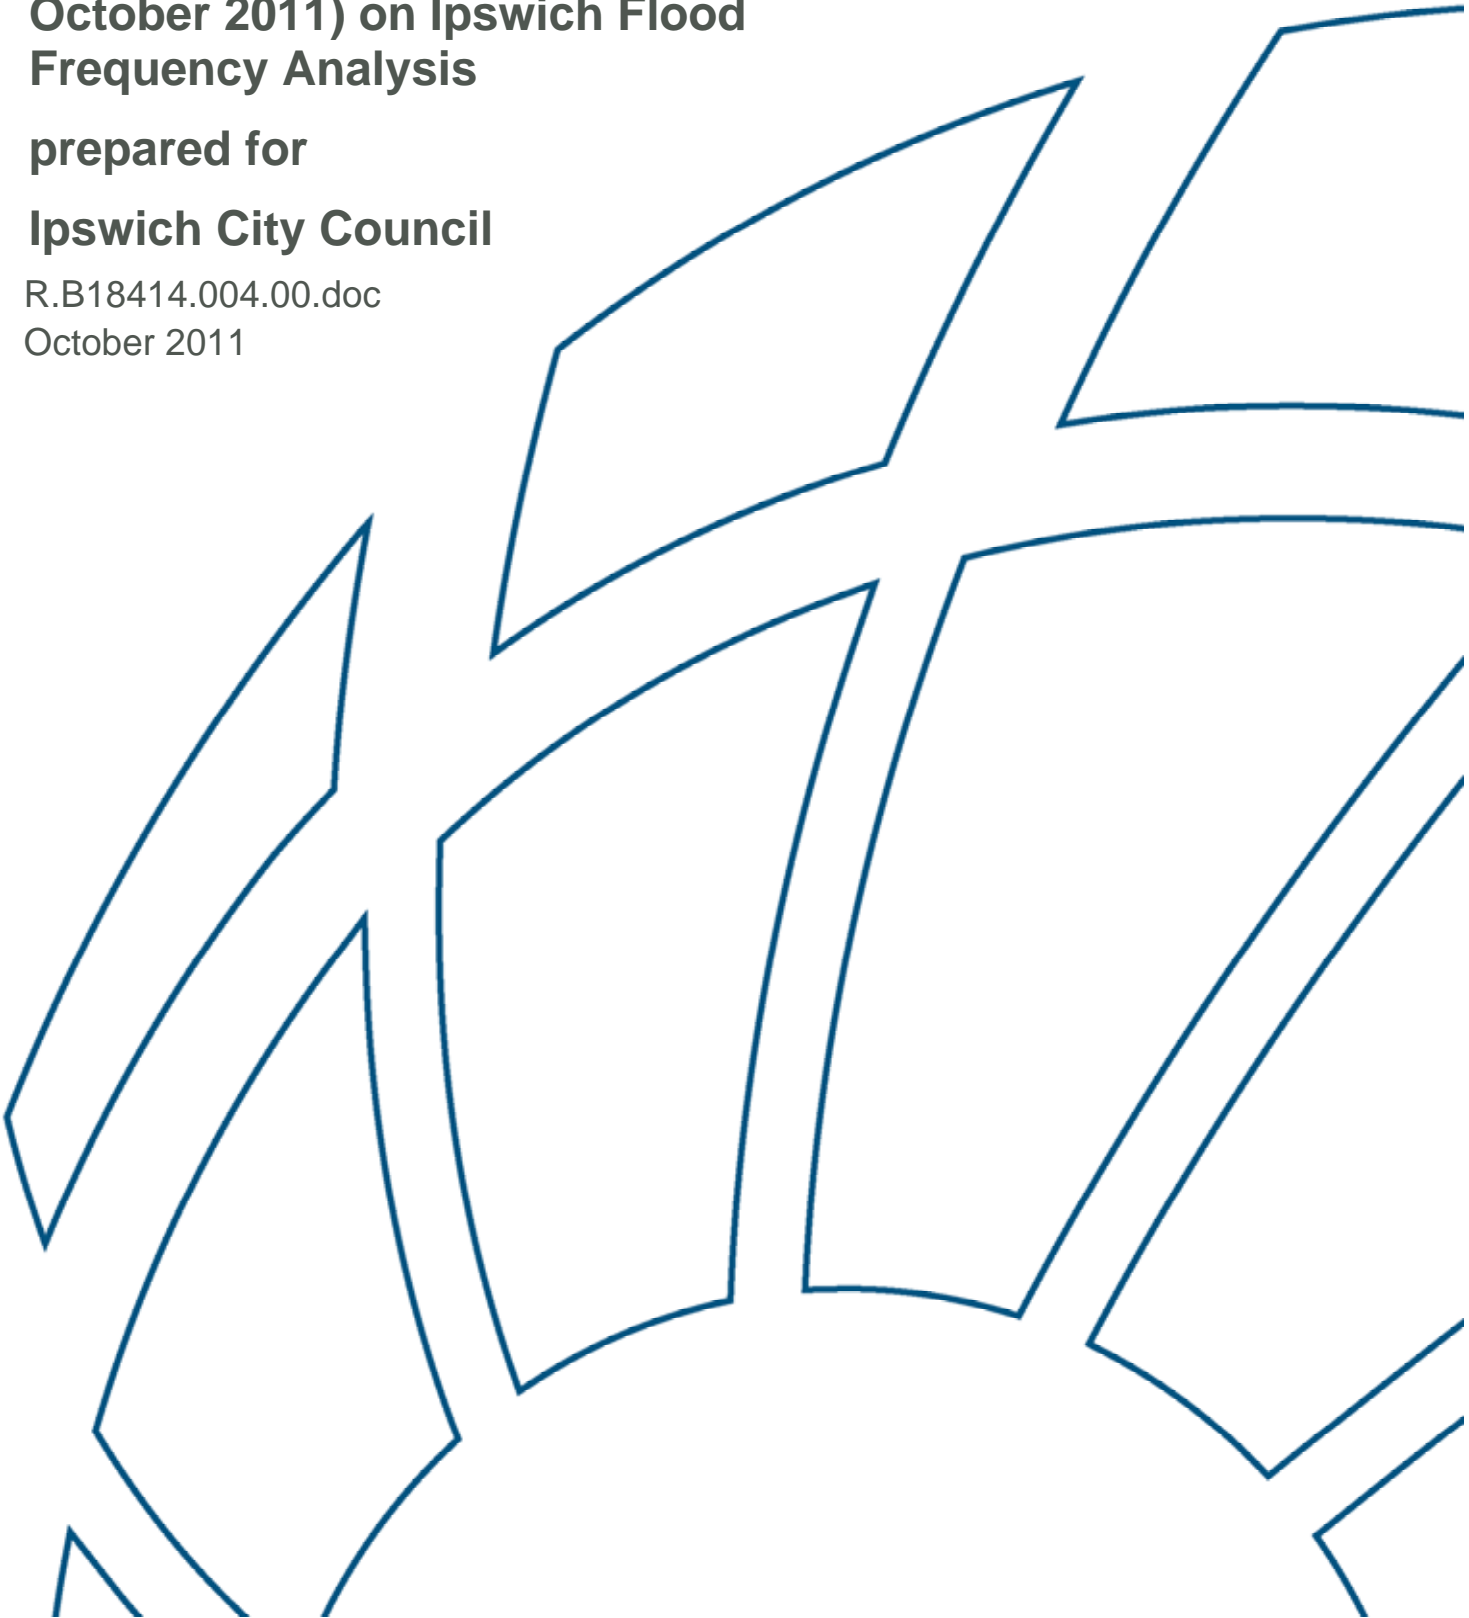 October 2011) on Ipswich Flood
Frequency Analysis
prepared for
Ipswich City Council
R.B18414.004.00.doc
October 2011